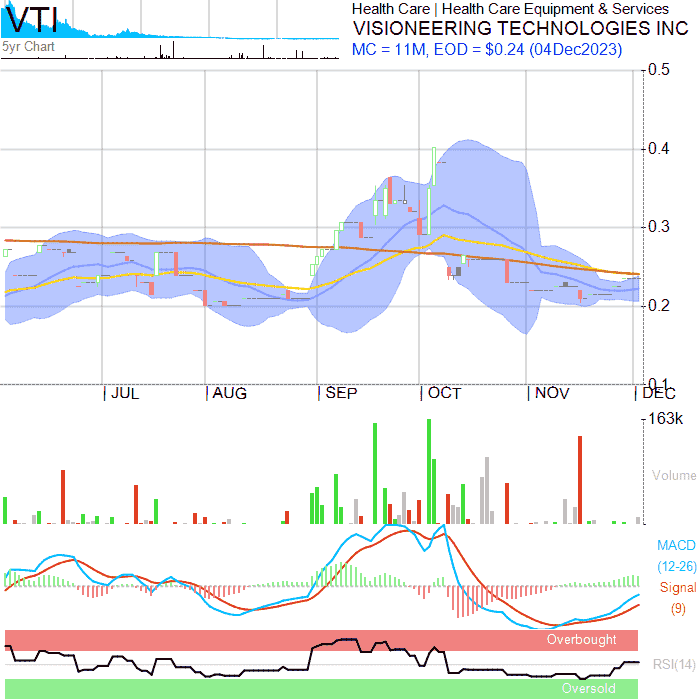 VTI
5yr Chart
Health Care | Health Care Equipment & Services
VISIONEERING TECHNOLOGIES INC
MC = 11M, EOD = $0.24 (04Dec2023)
0.5
0.4
0.3
0.2
0.1
JUL
AUG
SEP
OCT
NOV
DEC
163k
Volume
MACD
(12-26)
Signal
(9)
Overbought
RSI(14)
Oversold